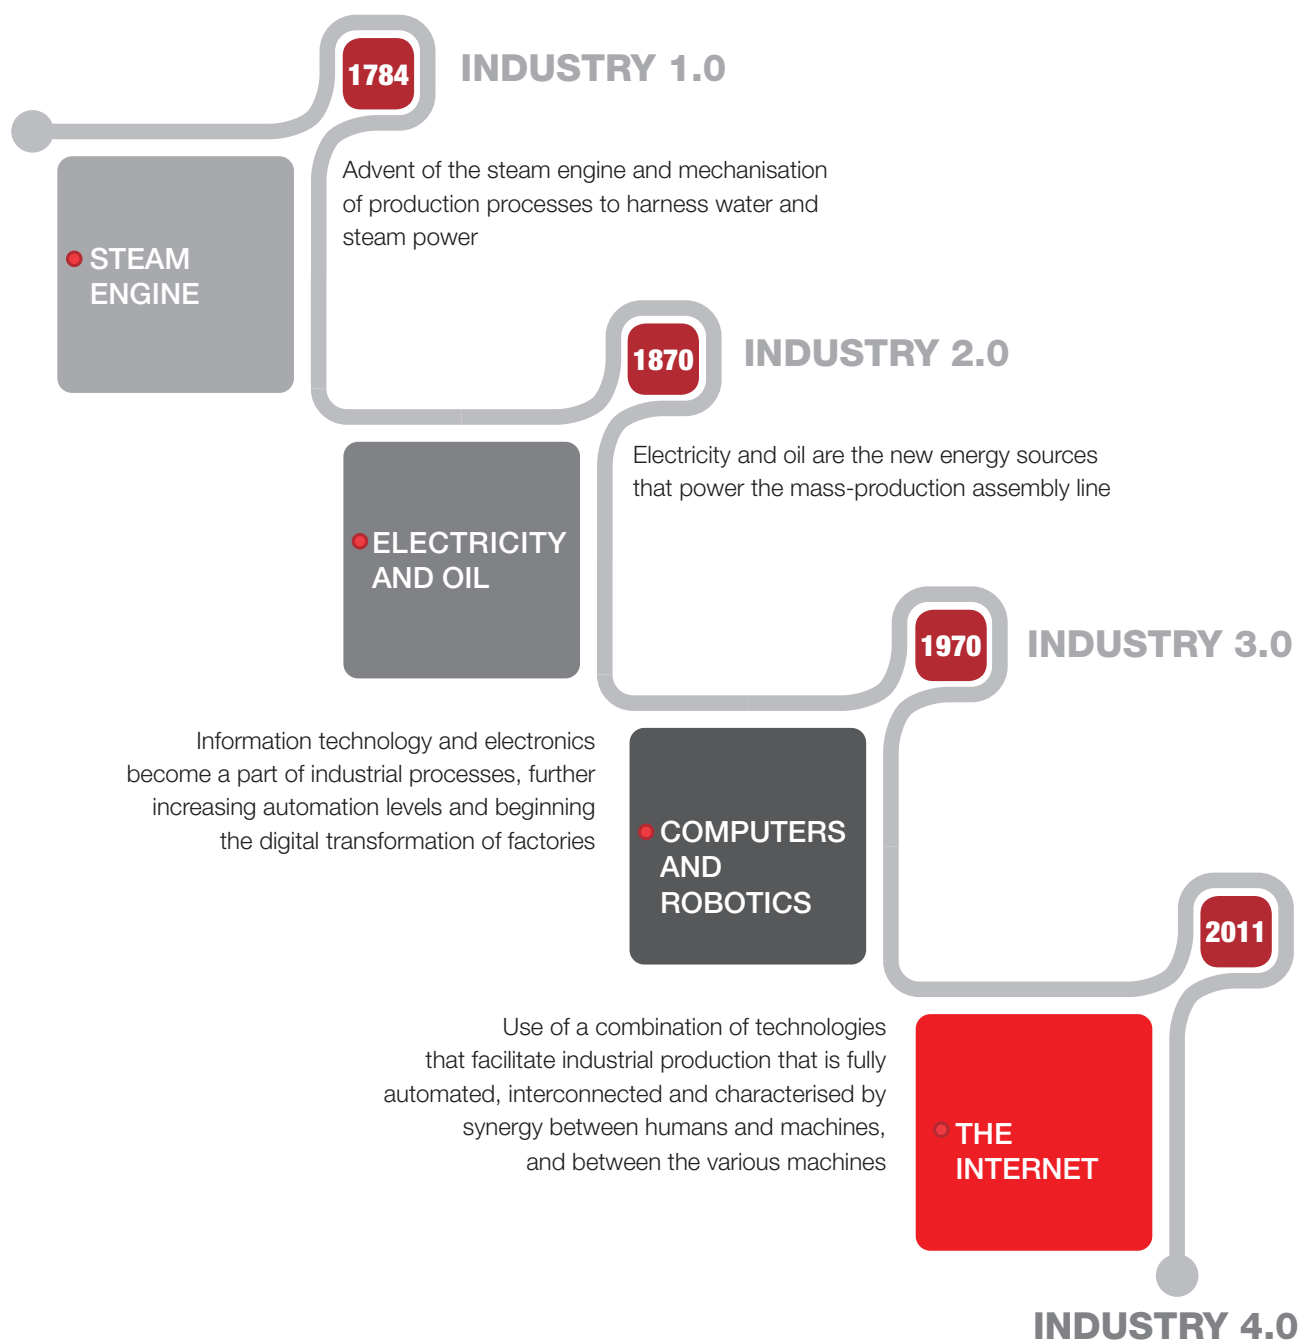 1784
INDUSTRY 1.0
Advent of the steam engine and mechanisation
of production processes to harness water and
steam power
STEAM
ENGINE
1870
INDUSTRY 2.0
Electricity and oil are the new energy sources
that power the mass-production assembly line
ELECTRICITY
AND OIL
1970
INDUSTRY 3.0
Information technology and electronics
become a part of industrial processes, further
increasing automation levels and beginning
the digital transformation of factories
COMPUTERS
AND
ROBOTICS
2011
Use of a combination of technologies
that facilitate industrial production that is fully
automated, interconnected and characterised by
synergy between humans and machines,
and between the various machines
THE
INTERNET
INDUSTRY 4.0